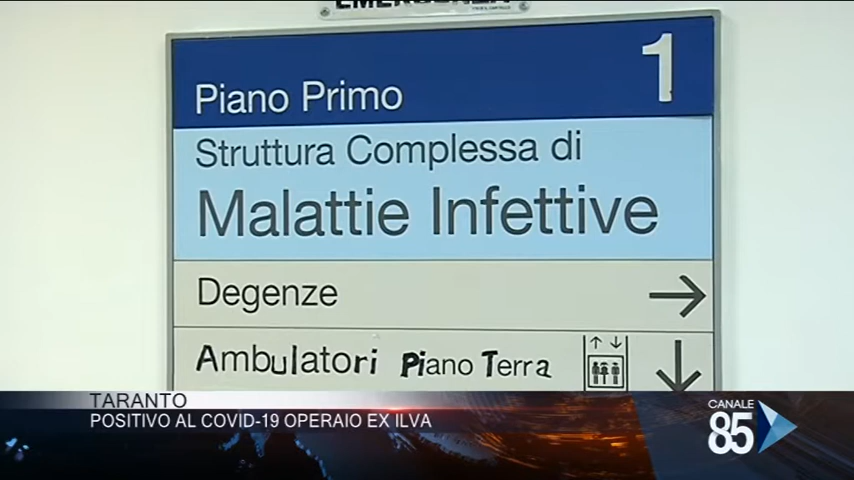 EMERGENZA
Piano Primo
1
Struttura Complessa di
Malattie Infettive
Degenze
Ambulatori Piano Terra
TARANTO
POSITIVO AL COVID-19 OPERAIO EX ILVA
CANALE
85